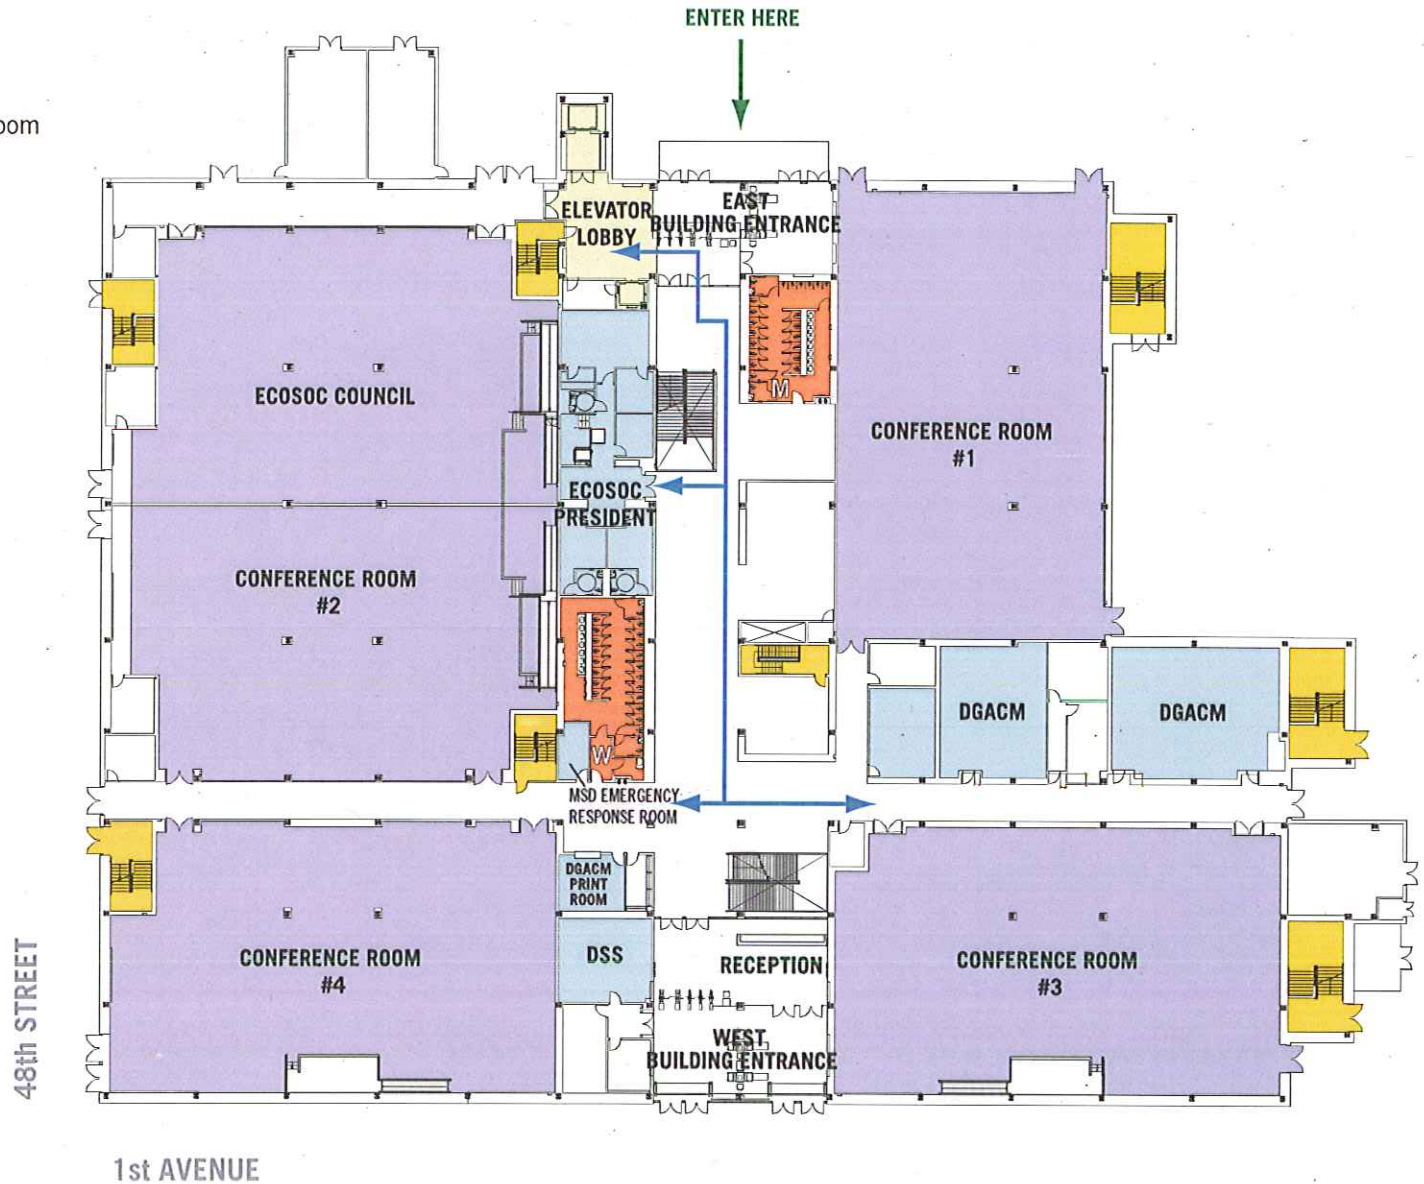 ENTER HERE
oom
ELEVATOR
LOBBY
EAST
BUILDING ENTRANCE
M
ECOSOC COUNCIL
CONFERENCE ROOM
#1
ECOSOC
PRESIDENT
CONFERENCE ROOM
#2
DGACM
DGACM
W
MSD EMERGENCY
RESPONSE ROOM
DGACM
PRINT
ROOM
CONFERENCE ROOM
#4
DSS
RECEPTION
CONFERENCE ROOM
#3
WEST
BUILDING ENTRANCE
48th STREET
1st AVENUE